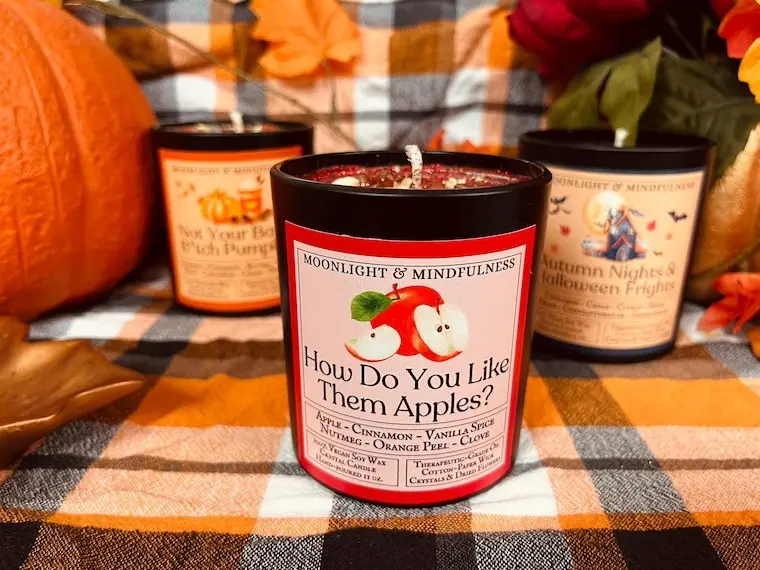 MOONLIGHT & MINDFULNESS
How Do You Like
Them Apples?
Apple - Cinnamon - Vanilla Spice
Nutmeg - Orange Peel - Clove
100% Vegan Soy Wax
Crystal Candle
Hand-poured 11 oz.
Therapeutic-Grade Oil
Cotton-Paper Wick
Crystals & Dried Flowers
MOONLIGHT & MINDFULNESS
Not Your
B*tch Pumpk
MOONLIGHT & MINDFULNESS
Autumn Nights &
Halloween Frights